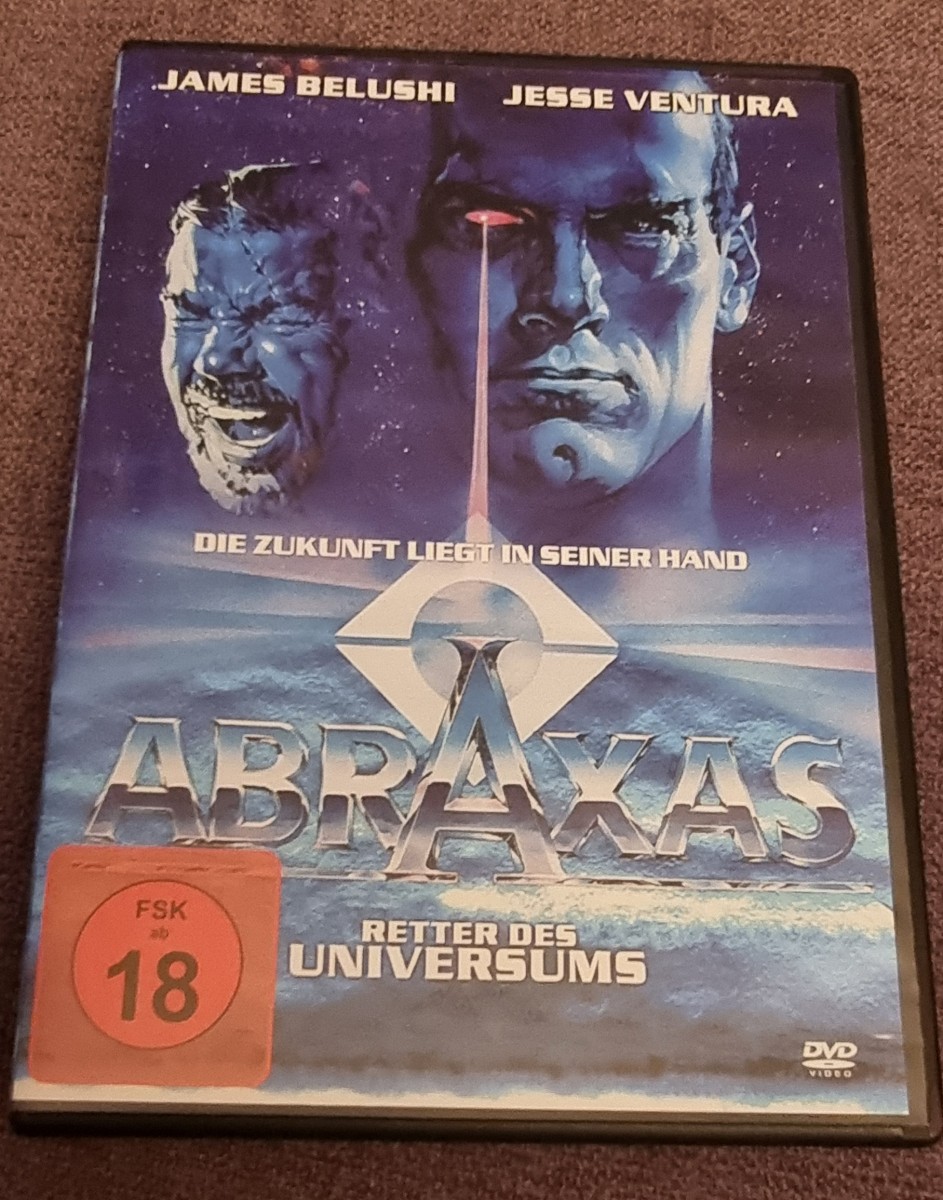 JAMES BELUSHI JESSE VENTURA
DIE ZUKUNFT LIEGT IN SEINER HAND
ABRAXAS
RETTER DES
UNIVERSUMS
FSK
ab
18
DVD
VIDEO